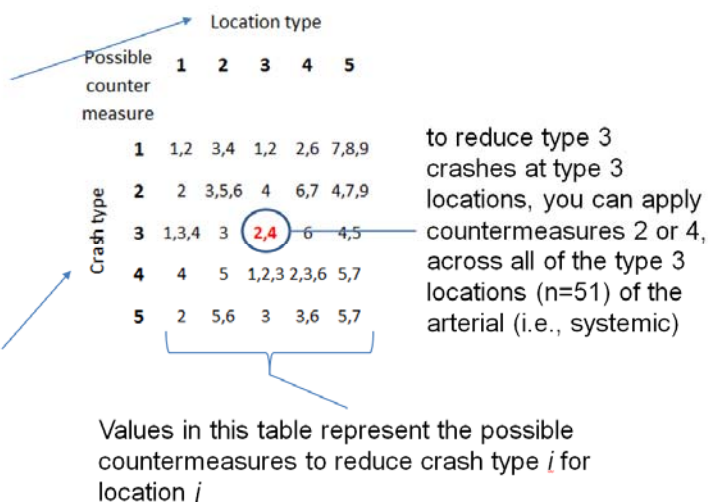 Location type
Possible
counter
measure
1 2 3 4 5
1 1,2 3,4 1,2 2,6 7,8,9
2 2 3,5,6 4 6,7 4,7,9
Crash type
3 1,3,4 3 2,4 6 4,5
4 4 5 1,2,3 2,3,6 5,7
5 2 5,6 3 3,6 5,7
to reduce type 3
crashes at type 3
locations, you can apply
countermeasures 2 or 4,
across all of the type 3
locations (n=51) of the
arterial (i.e., systemic)
Values in this table represent the possible
countermeasures to reduce crash type i for
location j